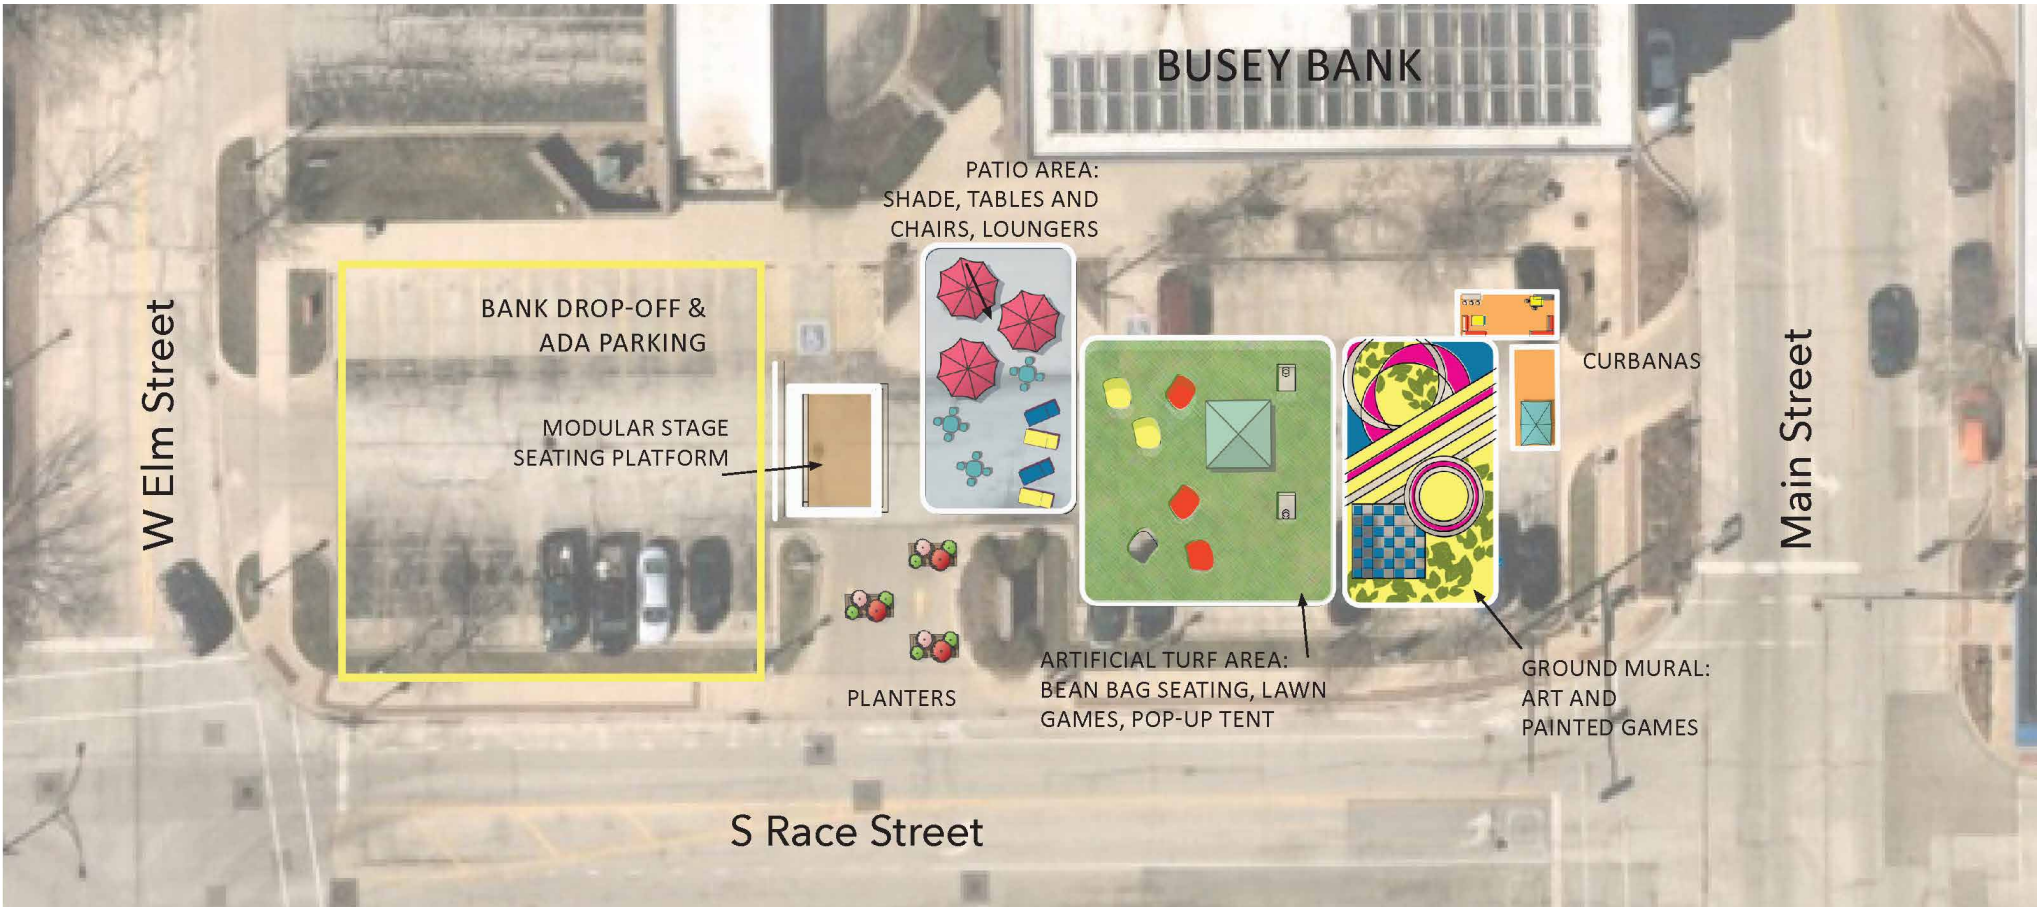 BUSEY BANK
PATIO AREA:
SHADE, TABLES AND
CHAIRS, LOUNGERS
BANK DROP-OFF &
ADA PARKING
W Elm Street
MODULAR STAGE
SEATING PLATFORM
CURBANAS
Main Street
PLANTERS
ARTIFICIAL TURF AREA:
BEAN BAG SEATING, LAWN
GAMES, POP-UP TENT
GROUND MURAL:
ART AND
PAINTED GAMES
S Race Street